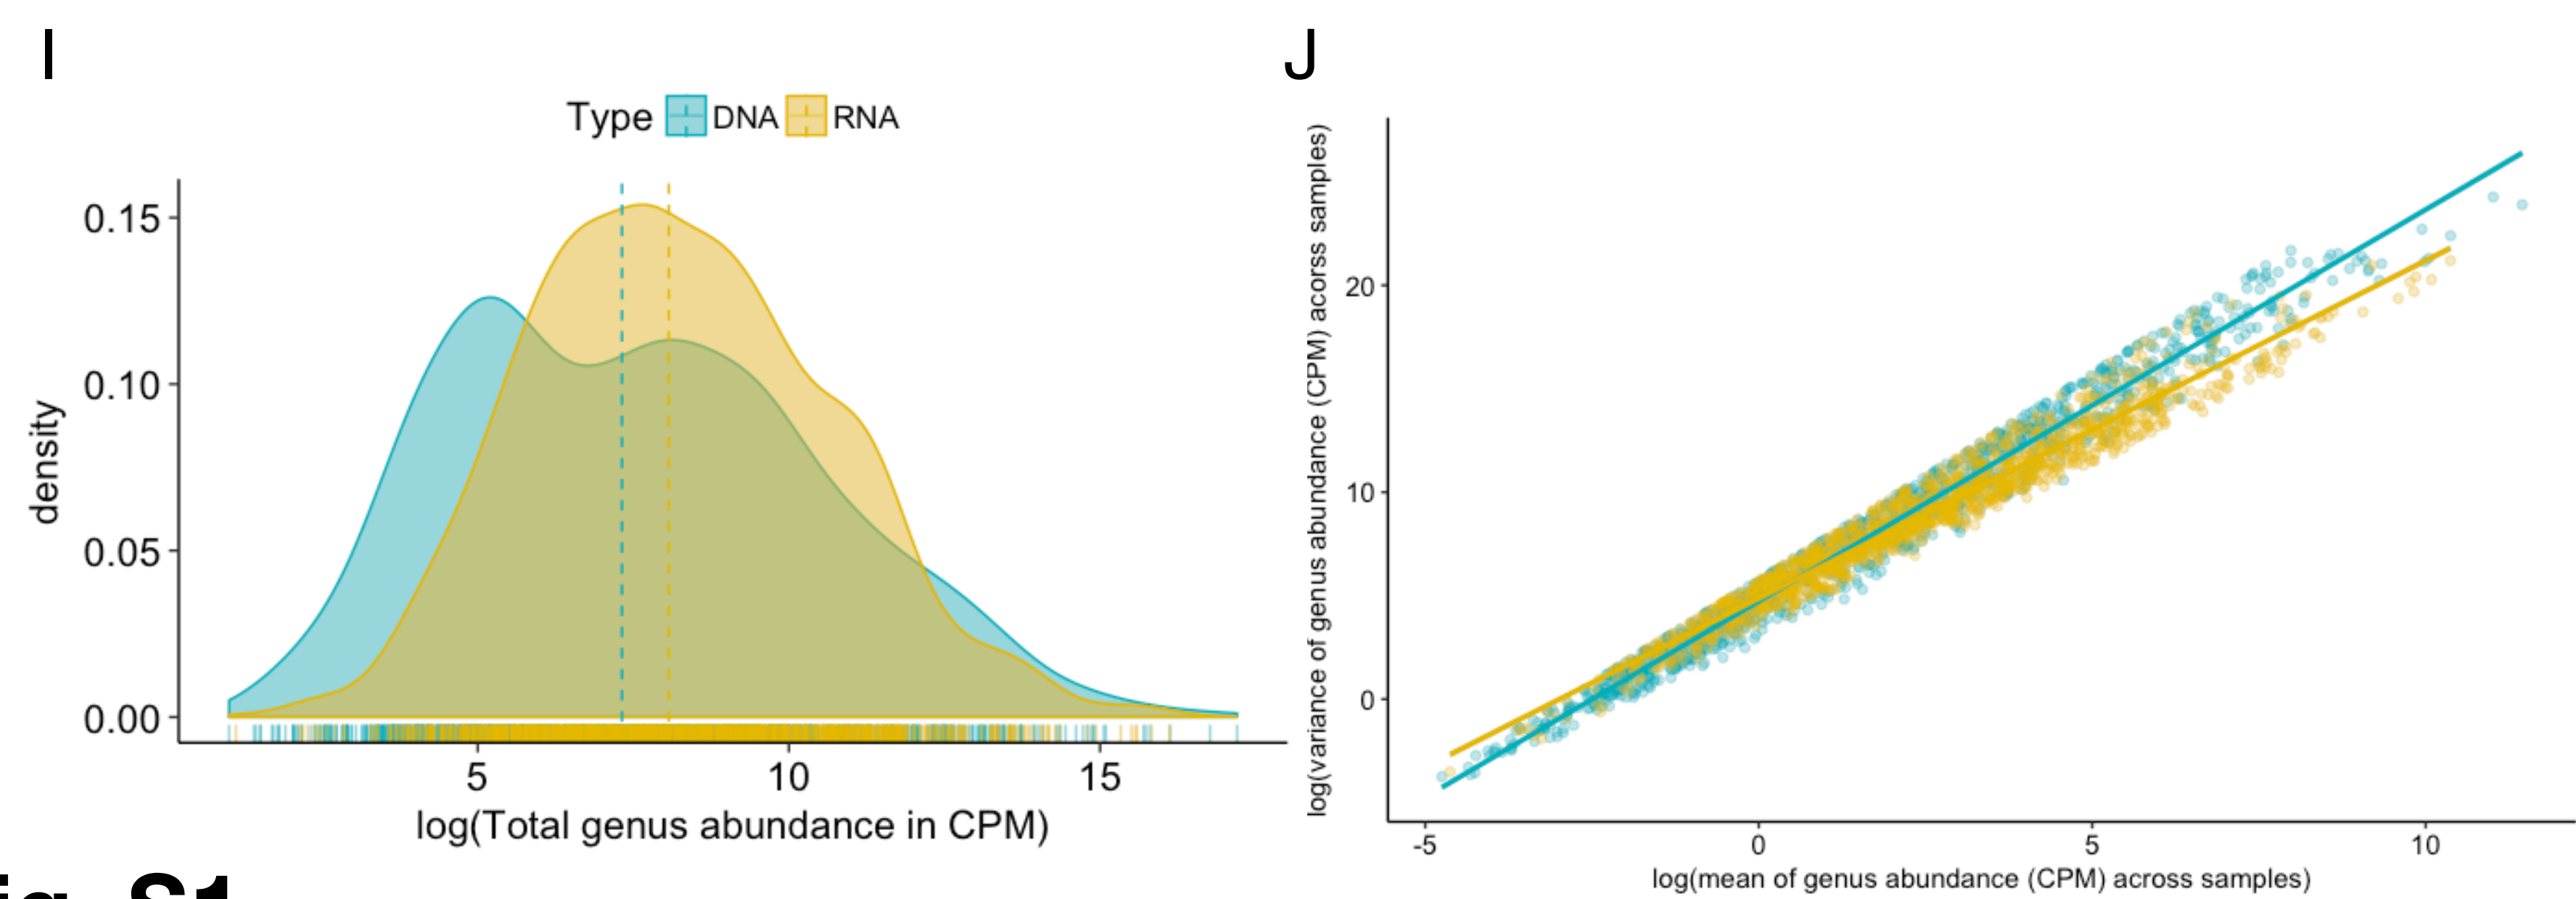 I
J
Type DNA RNA
0.15
0.10
0.05
0.00
density
5 10 15
log(Total genus abundance in CPM)
log(variance of genus abundance (CPM) acorss samples)
20
10
0
-5 0 5 10
log(mean of genus abundance (CPM) across samples)
ig. S1